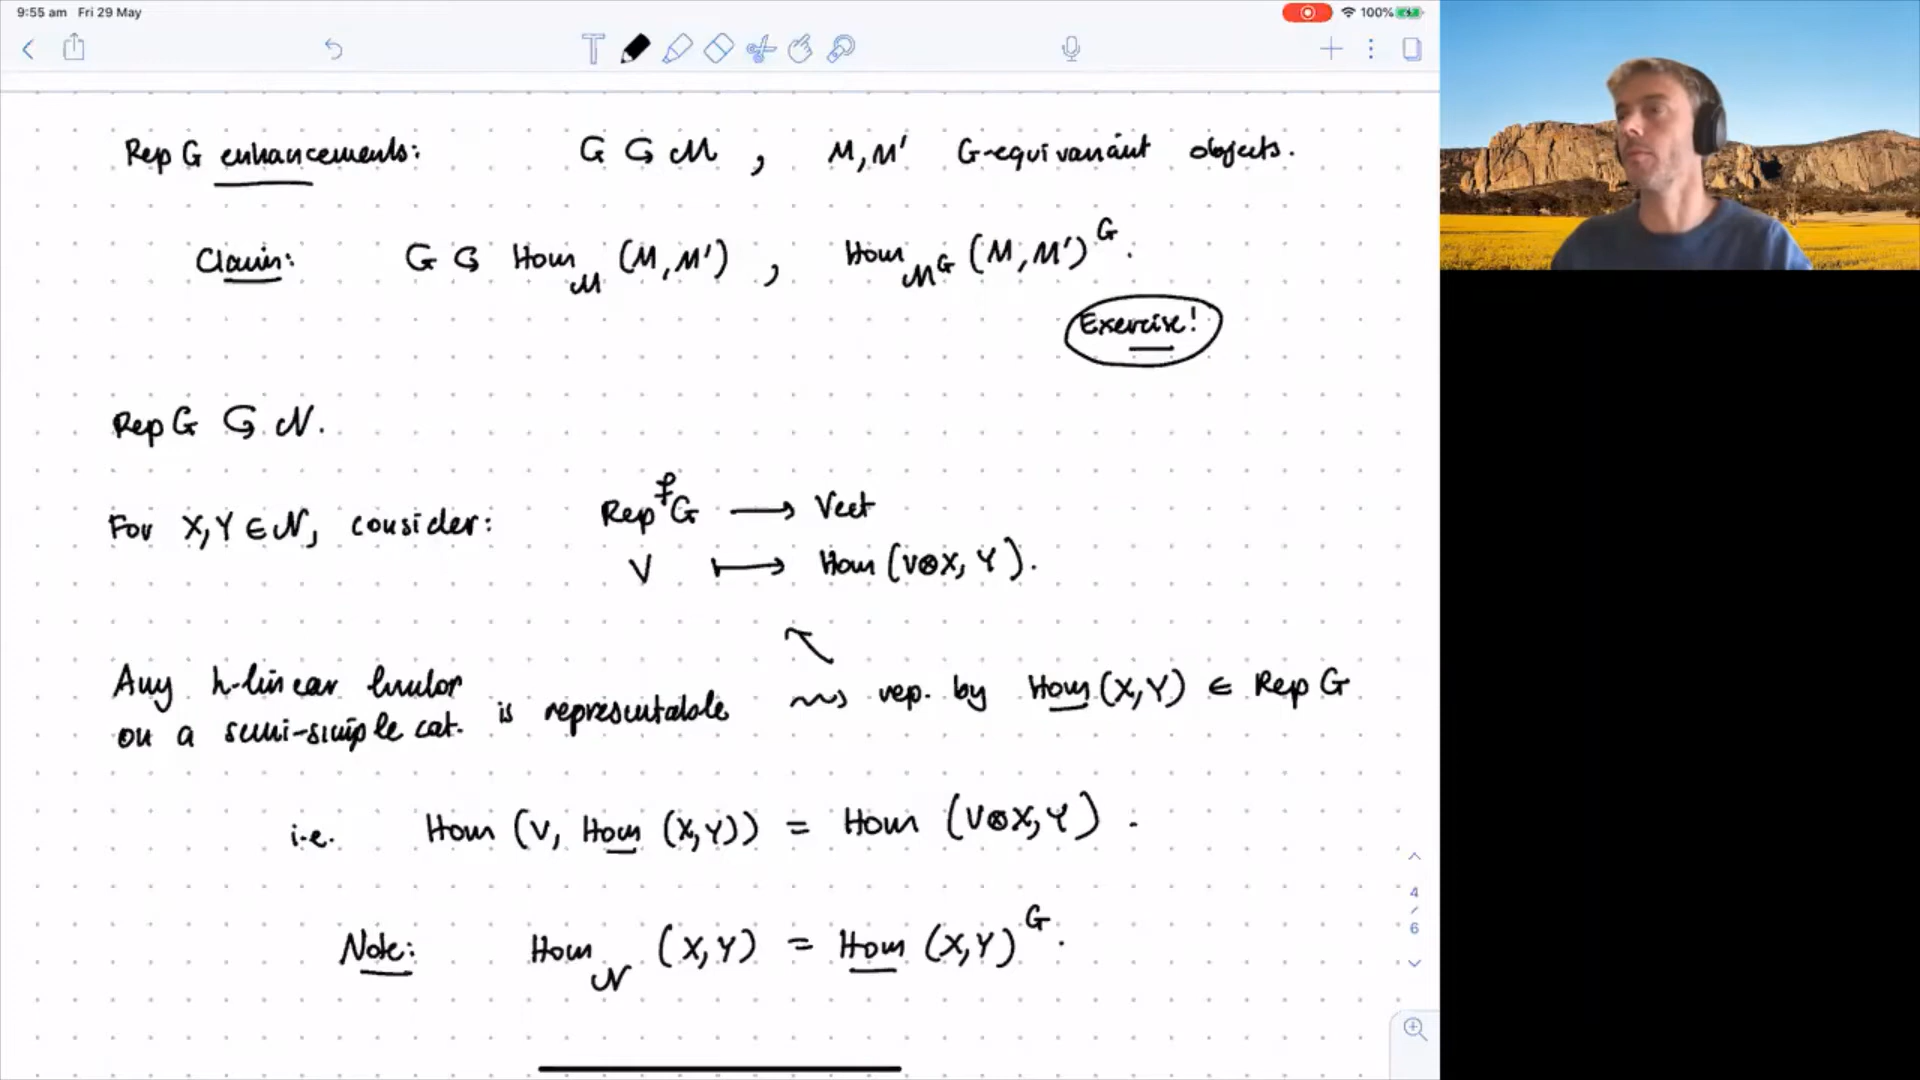 9:55 am Fri 29 May
100%
Rep G enhancements: G ↺ M, M, M' G-equivariant objects.
Claim: G ↺ Hom_M (M, M'), Hom_{M^G} (M, M')^G.
Exercise!
Rep G ↺ N.
For X, Y ∈ N, consider: Rep^f G ⟶ Vect
V ⟼ Hom (V⊗X, Y).
Any k-linear functor on a semi-simple cat. is representable ⇝ rep. by Hom (X, Y) ∈ Rep G
i.e. Hom (V, Hom (X, Y)) = Hom (V⊗X, Y).
Note: Hom_N (X, Y) = Hom (X, Y)^G.
4
/
6